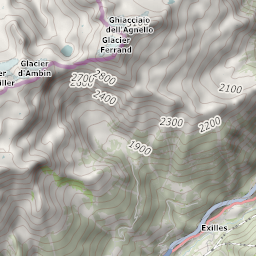 Ghiacciaio
dell'Agnello
Glacier
Ferrand
Glacier
d'Ambin
2700
2800
2400
2100
2300
2200
1900
Exilles